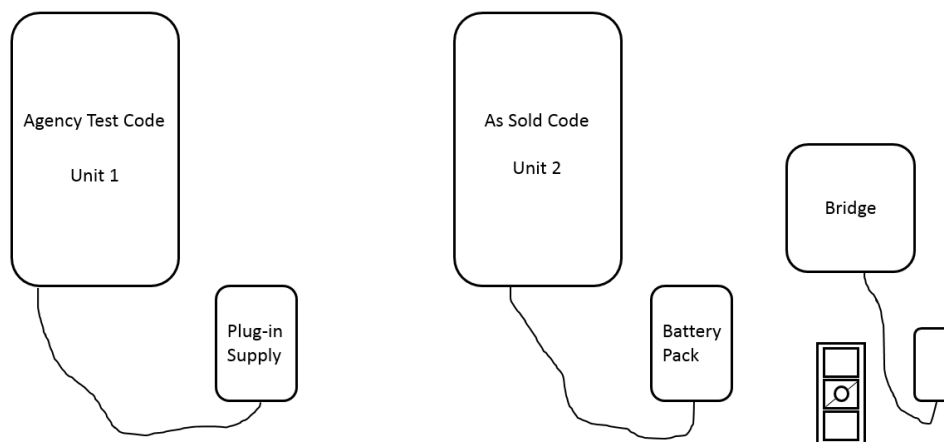 Agency Test Code
Unit 1
Plug-in
Supply
As Sold Code
Unit 2
Battery
Pack
Bridge